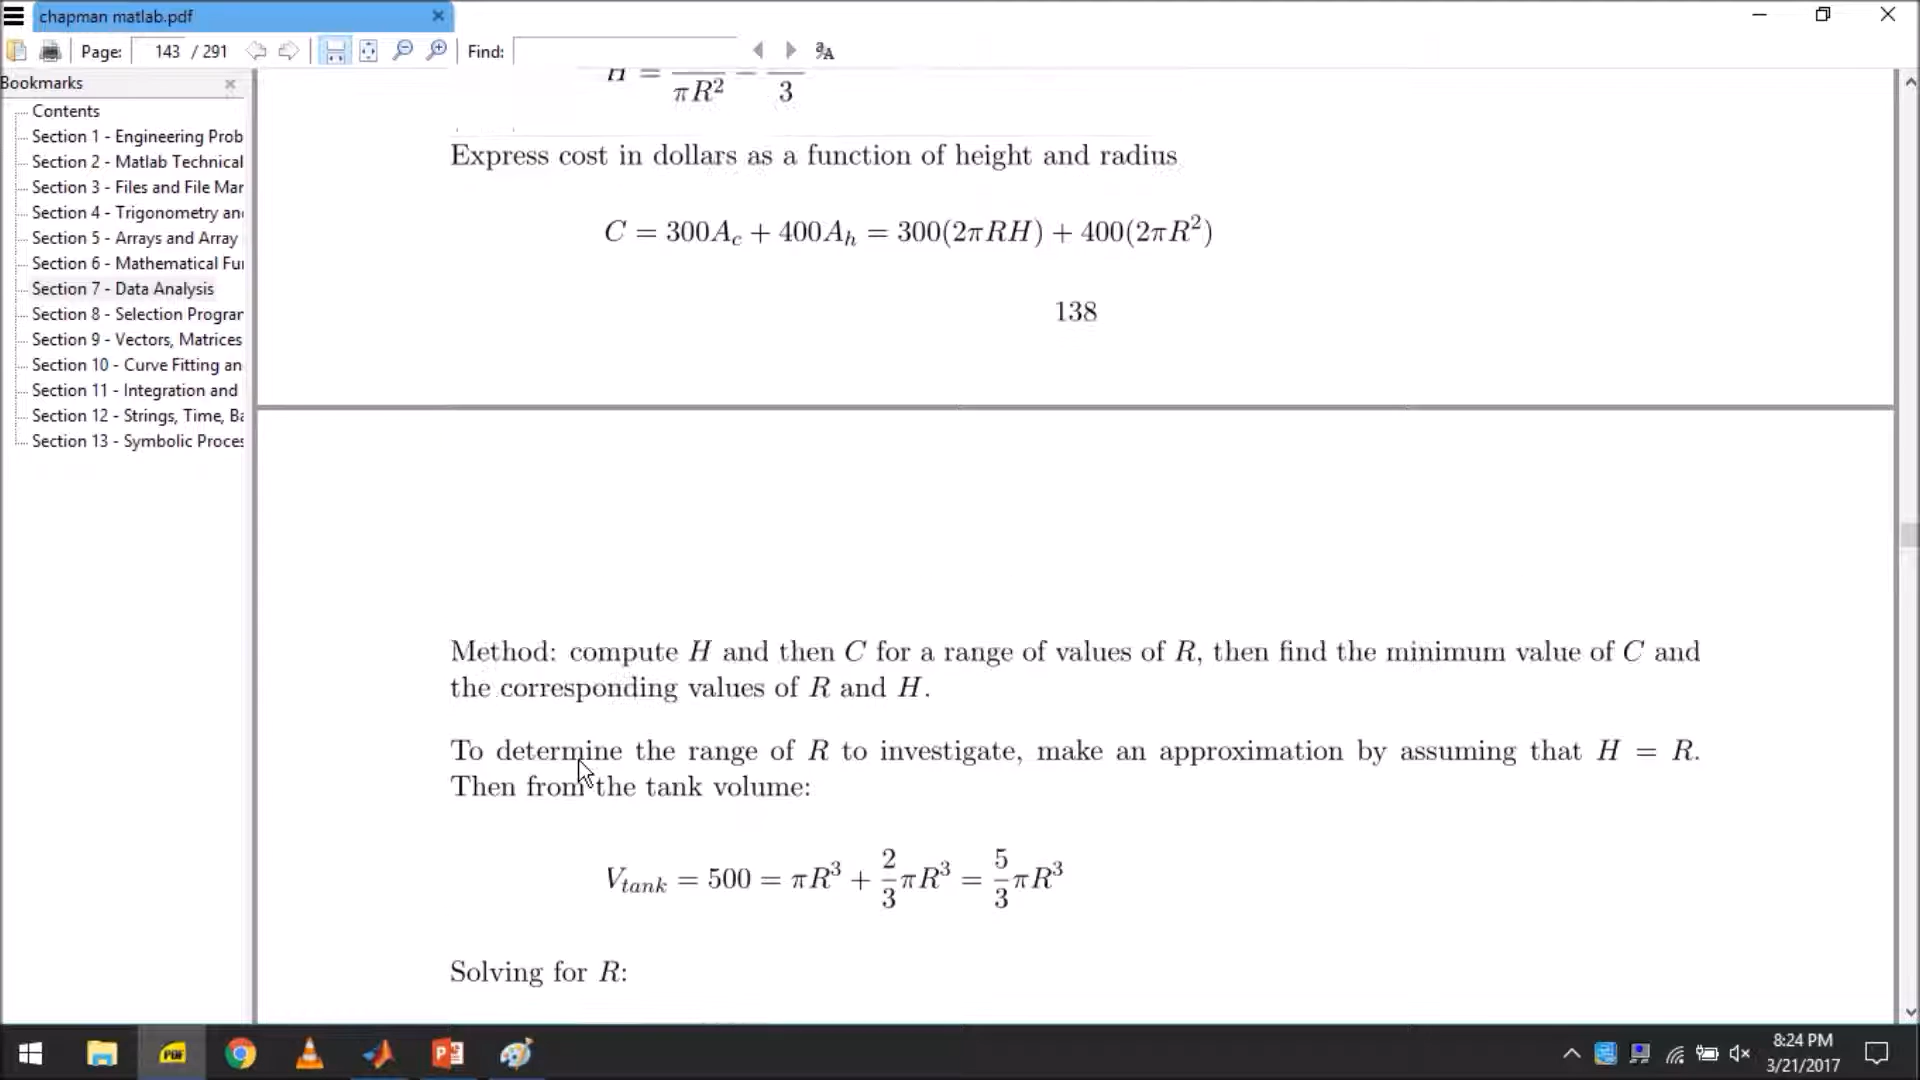 chapman matlab.pdf
Page: 143 / 291 Find:
Bookmarks
Contents
Section 1 - Engineering Prob
Section 2 - Matlab Technical
Section 3 - Files and File Mar
Section 4 - Trigonometry an
Section 5 - Arrays and Array
Section 6 - Mathematical Fu
Section 7 - Data Analysis
Section 8 - Selection Prograr
Section 9 - Vectors, Matrices
Section 10 - Curve Fitting an
Section 11 - Integration and
Section 12 - Strings, Time, Ba
Section 13 - Symbolic Proces
H = / πR² − / 3
Express cost in dollars as a function of height and radius
C = 300A_c + 400A_h = 300(2πRH) + 400(2πR²)
138
Method: compute H and then C for a range of values of R, then find the minimum value of C and
the corresponding values of R and H.
To determine the range of R to investigate, make an approximation by assuming that H = R.
Then from the tank volume:
V_tank = 500 = πR³ + 2/3 πR³ = 5/3 πR³
Solving for R:
8:24 PM
3/21/2017